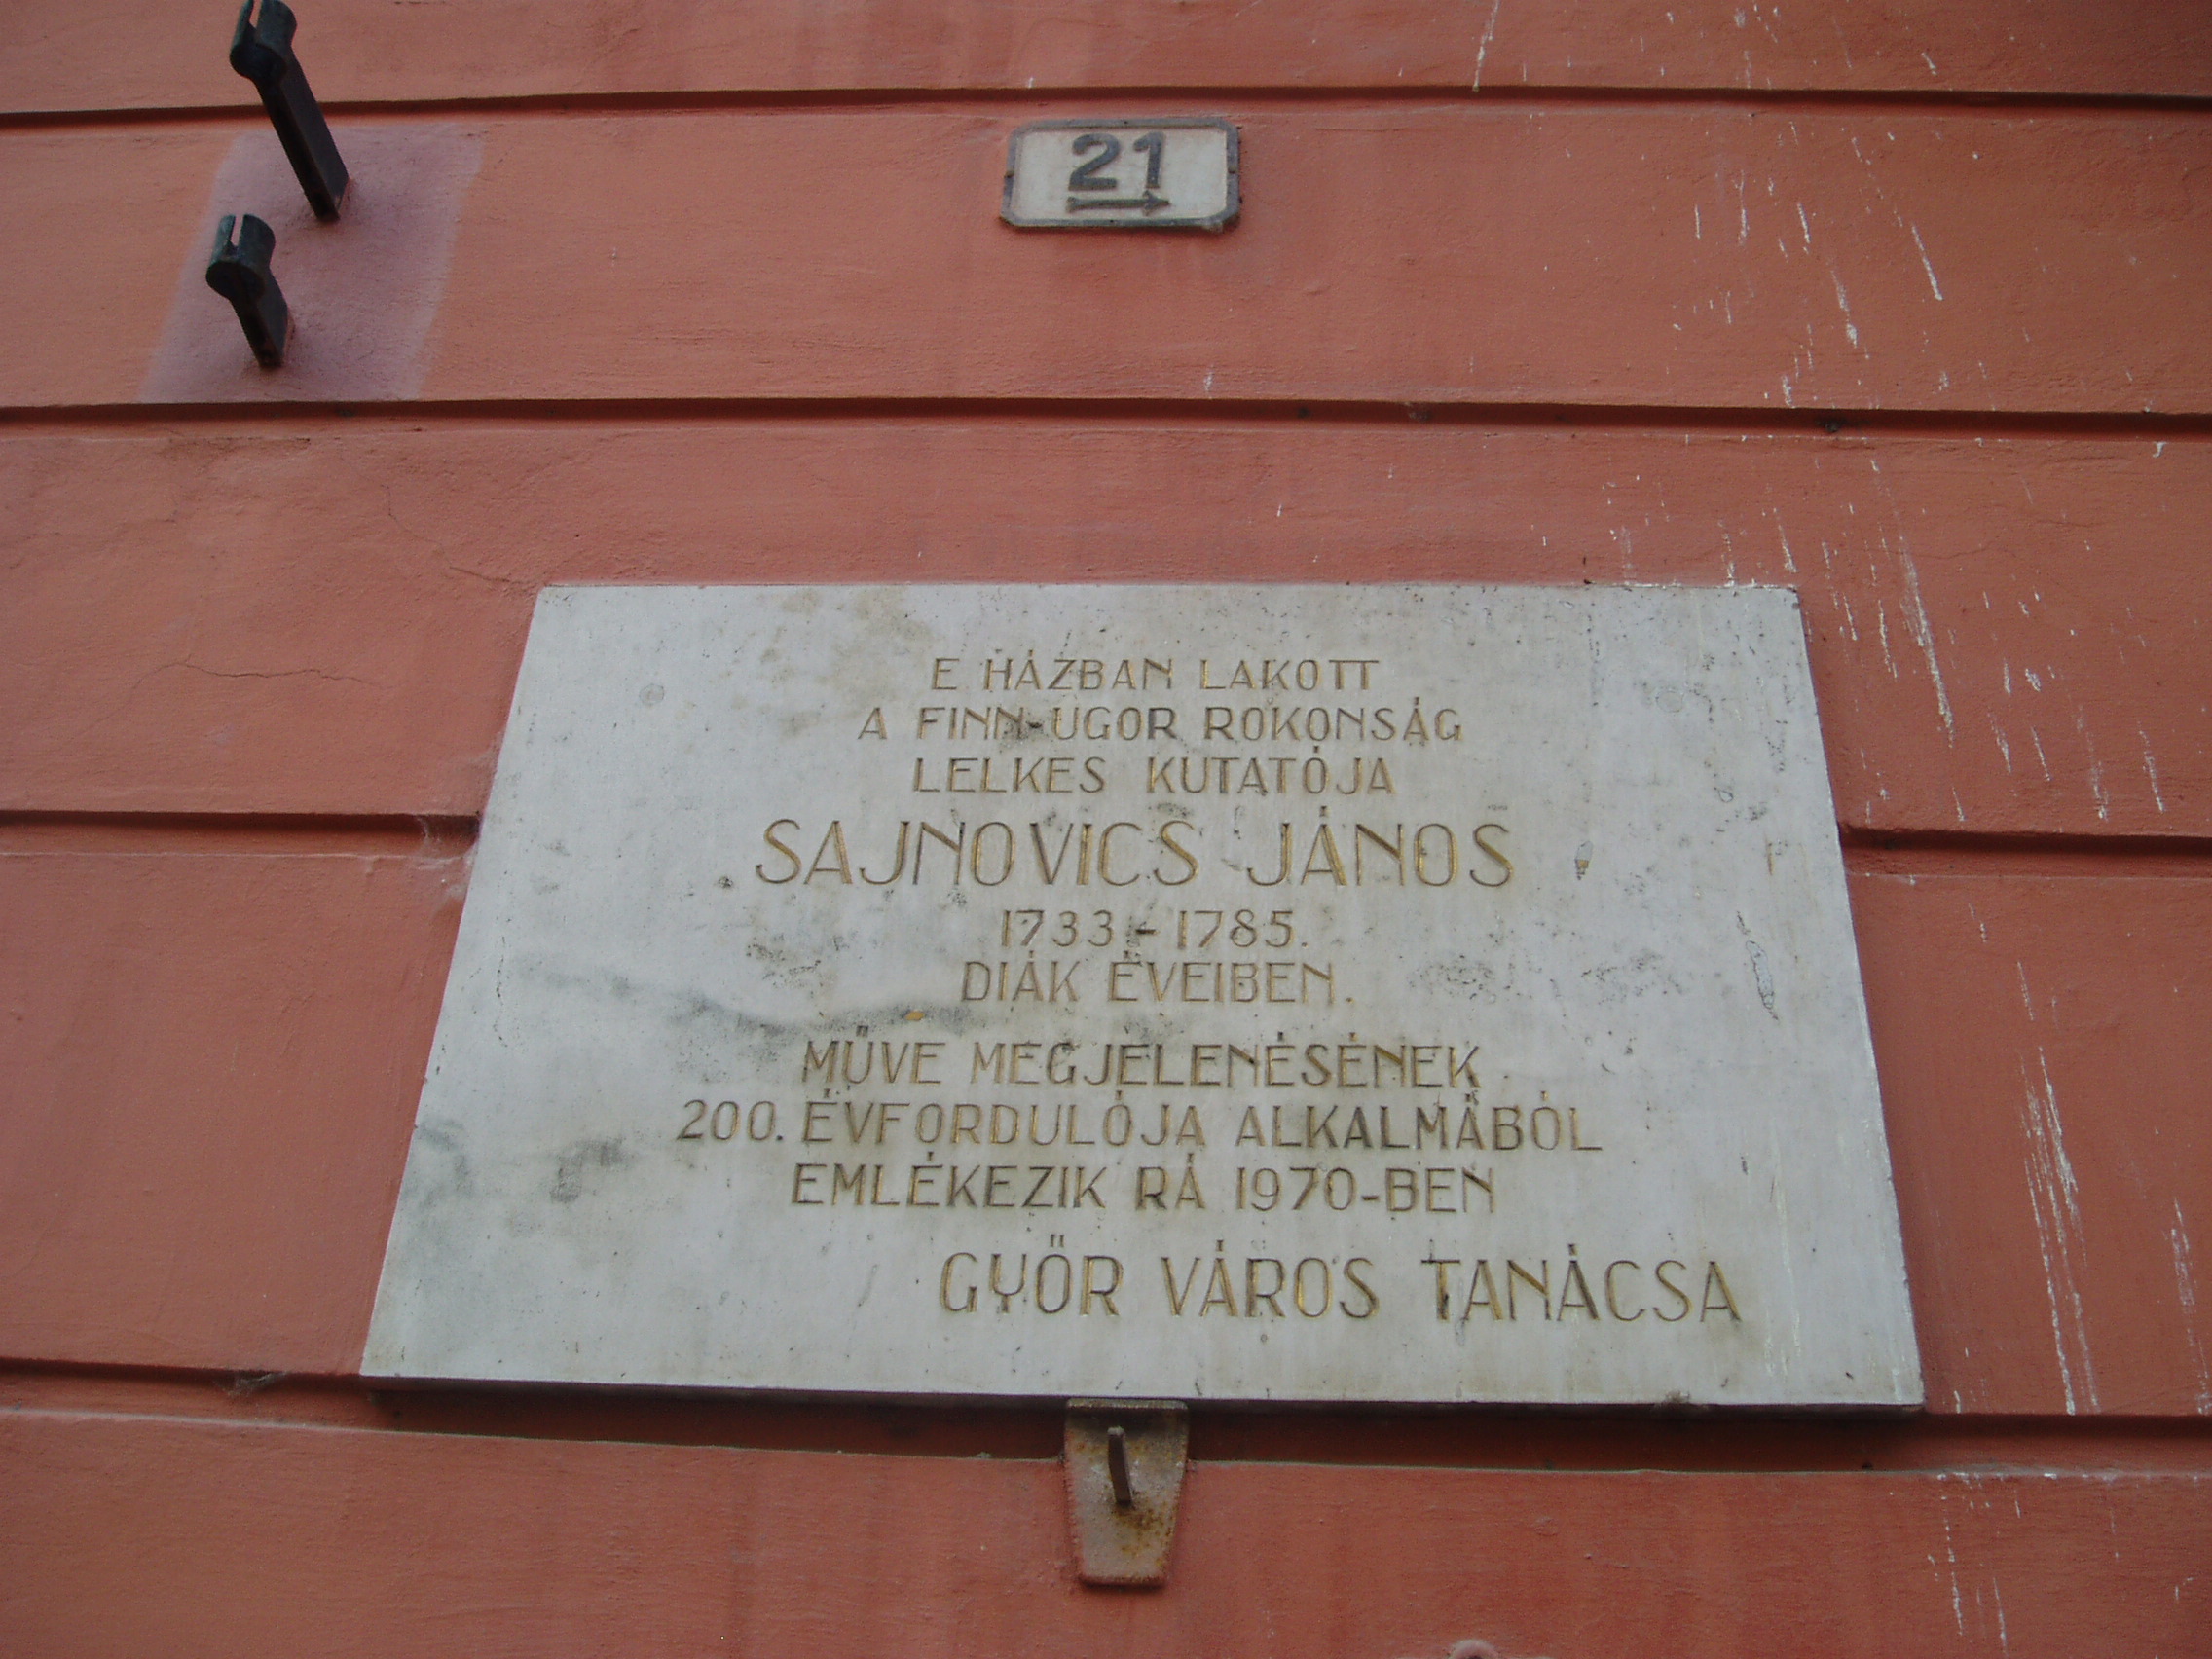 21
E HÁZBAN LAKOTT
A FINN-UGOR ROKONSÁG
LELKES KUTATÓJA
SAJNOVICS JÁNOS
1733-1785.
DIÁK ÉVEIBEN.
MŰVE MEGJELENÉSÉNEK
200. ÉVFORDULÓJA ALKALMÁBÓL
EMLÉKEZIK RÁ 1970-BEN
GYŐR VÁROS TANÁCSA